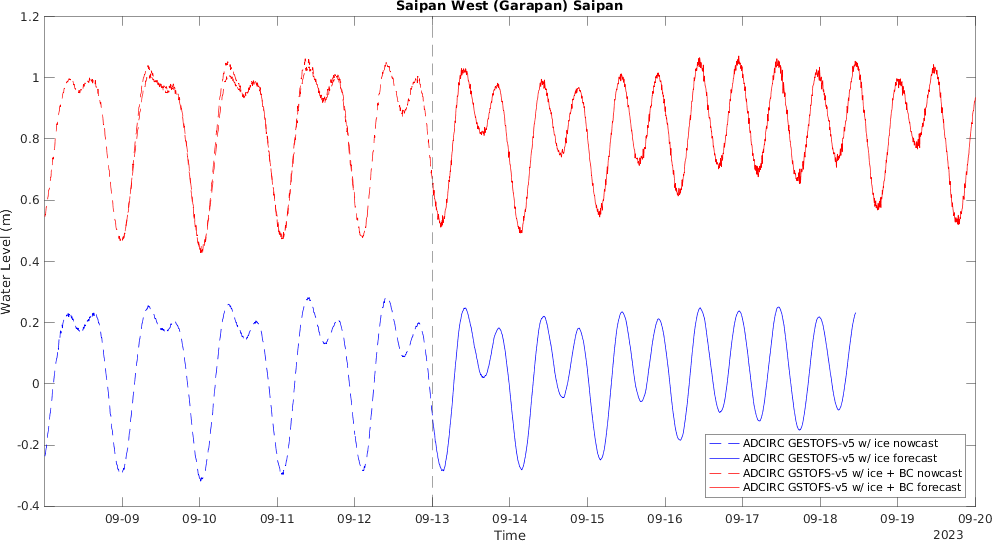 Saipan West (Garapan) Saipan
1.2
1
0.8
0.6
0.4
0.2
0
-0.2
-0.4
Water Level (m)
ADCIRC GESTOFS-v5 w/ ice nowcast
ADCIRC GESTOFS-v5 w/ ice forecast
ADCIRC GSTOFS-v5 w/ ice + BC nowcast
ADCIRC GSTOFS-v5 w/ ice + BC forecast
09-09 09-10 09-11 09-12 09-13 09-14 09-15 09-16 09-17 09-18 09-19 09-20
Time
2023